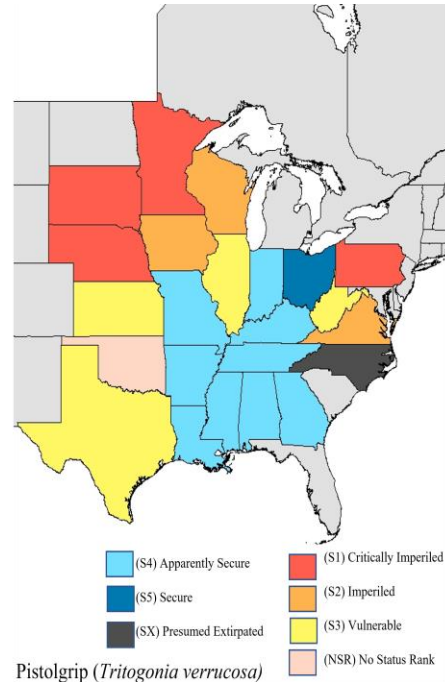 (S4) Apparently Secure
(S5) Secure
(SX) Presumed Extirpated
(S1) Critically Imperiled
(S2) Imperiled
(S3) Vulnerable
(NSR) No Status Rank
Pistolgrip (Tritogonia verrucosa)